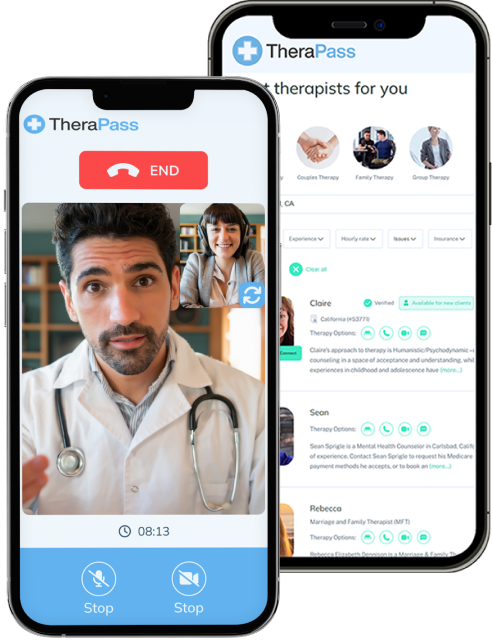 TheraPass
END
08:13
Stop
Stop
TheraPass
t therapists for you
Couples Therapy
Family Therapy
Group Therapy
, CA
Experience
Hourly rate
Issues
Insurance
Clear all
Claire
Verified
Available for new clients
California (#53771)
Therapy Options:
Connect
Claire's approach to therapy is Humanistic/Psychodynamic
counseling in a space of acceptance and understanding, whil
experiences in childhood and adolescence have (more...)
Sean
Therapy Options:
Sean Sprigle is a Mental Health Counselor in Carlsbad, Calif
of experience. Contact Sean Sprigle to request his Medicare
payment methods he accepts, or to book an (more...)
Rebecca
Marriage and Family Therapist (MFT)
Therapy Options:
Rebecca Elizabeth Dennison is a Marriage & Family Th